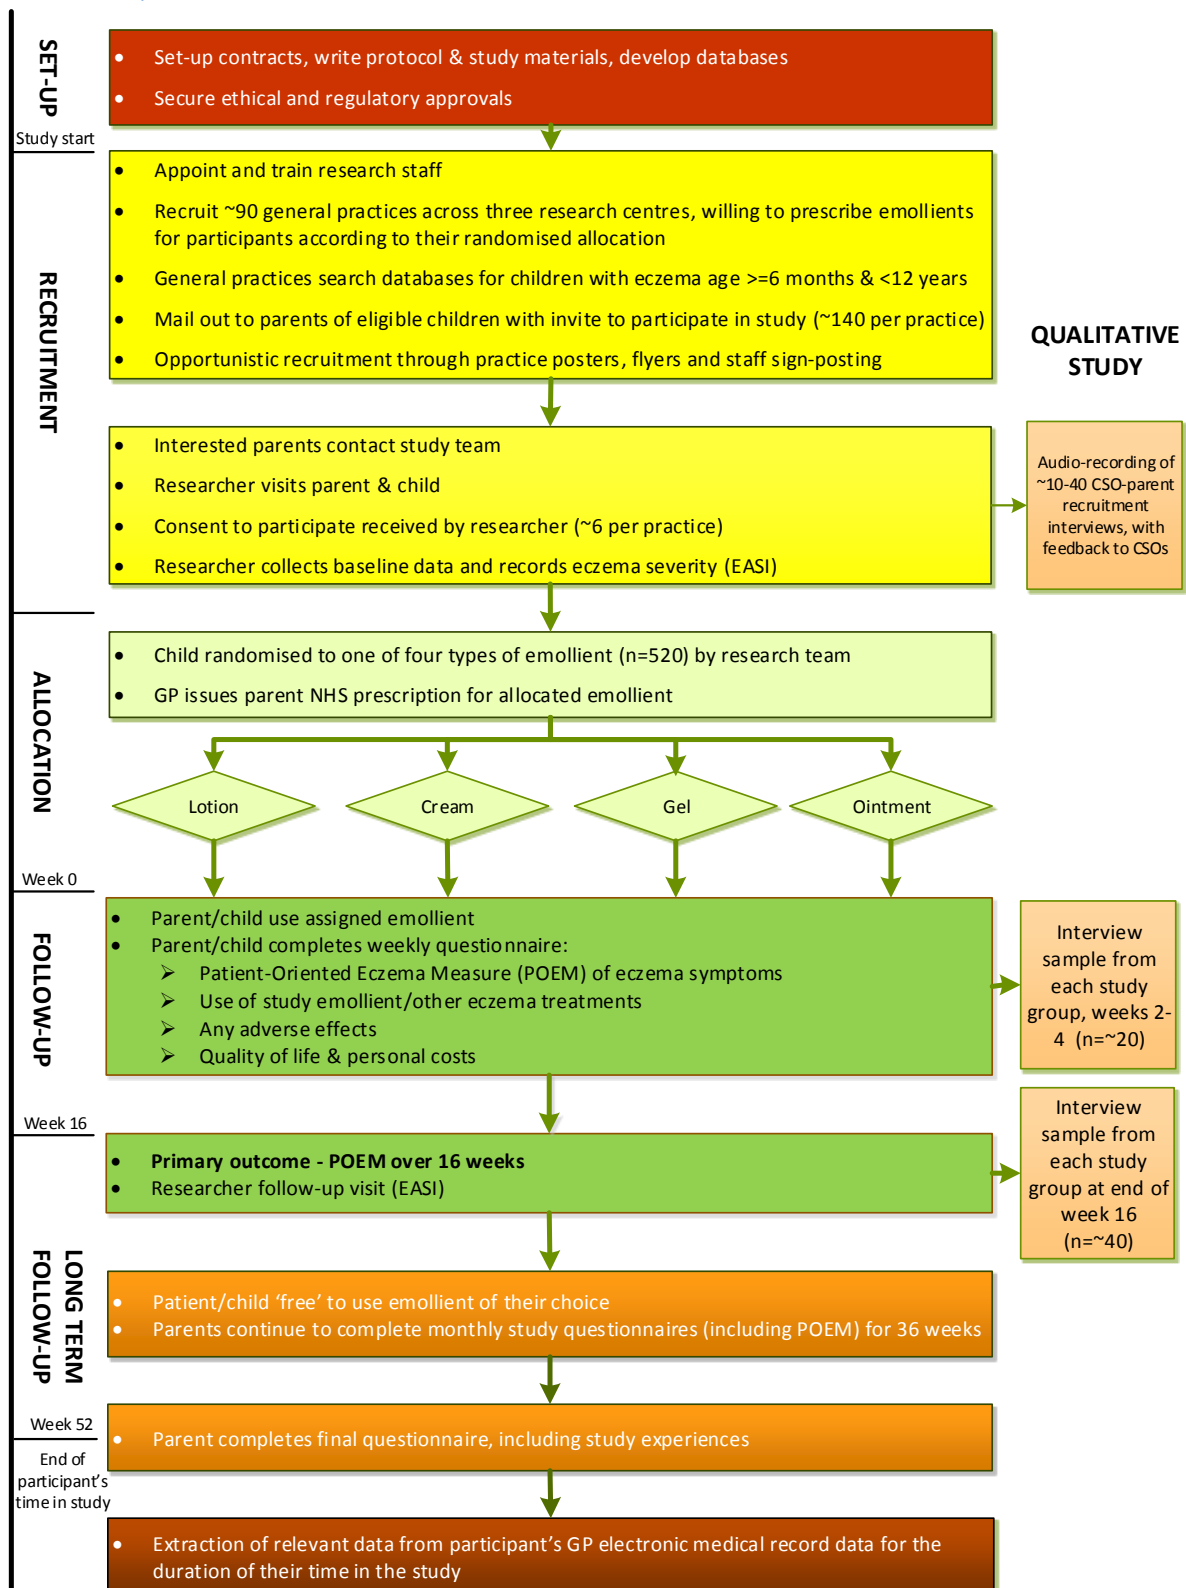 SET-UP
• Set-up contracts, write protocol & study materials, develop databases
• Secure ethical and regulatory approvals
Study start
RECRUITMENT
• Appoint and train research staff
• Recruit ~90 general practices across three research centres, willing to prescribe emollients
for participants according to their randomised allocation
• General practices search databases for children with eczema age >=6 months & <12 years
• Mail out to parents of eligible children with invite to participate in study (~140 per practice)
• Opportunistic recruitment through practice posters, flyers and staff sign-posting
QUALITATIVE
STUDY
• Interested parents contact study team
• Researcher visits parent & child
• Consent to participate received by researcher (~6 per practice)
• Researcher collects baseline data and records eczema severity (EASI)
Audio-recording of
~10-40 CSO-parent
recruitment
interviews, with
feedback to CSOs
ALLOCATION
• Child randomised to one of four types of emollient (n=520) by research team
• GP issues parent NHS prescription for allocated emollient
Lotion
Cream
Gel
Ointment
Week 0
FOLLOW-UP
• Parent/child use assigned emollient
• Parent/child completes weekly questionnaire:
➢ Patient-Oriented Eczema Measure (POEM) of eczema symptoms
➢ Use of study emollient/other eczema treatments
➢ Any adverse effects
➢ Quality of life & personal costs
Interview
sample from
each study
group, weeks 2-
4 (n=~20)
Week 16
• Primary outcome - POEM over 16 weeks
• Researcher follow-up visit (EASI)
Interview
sample from
each study
group at end of
week 16
(n=~40)
LONG TERM
FOLLOW-UP
• Patient/child ‘free’ to use emollient of their choice
• Parents continue to complete monthly study questionnaires (including POEM) for 36 weeks
Week 52
• Parent completes final questionnaire, including study experiences
End of
participant’s
time in study
• Extraction of relevant data from participant’s GP electronic medical record data for the
duration of their time in the study